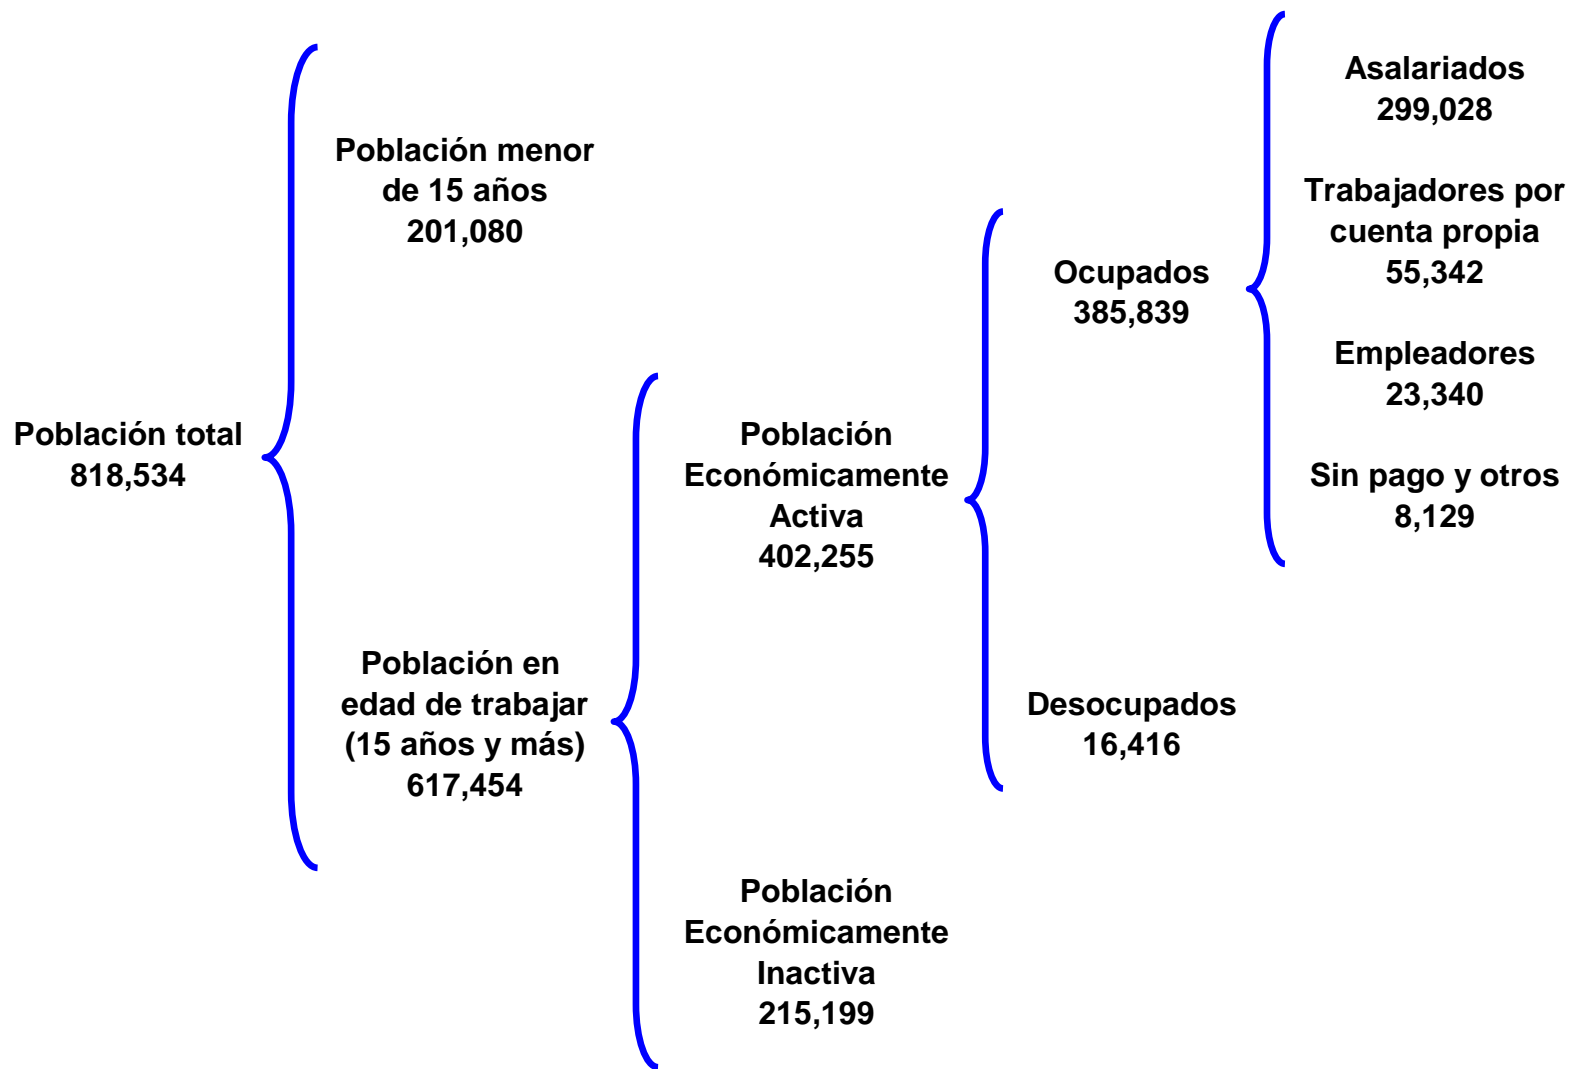 Población total
818,534
Población menor
de 15 años
201,080
Población en
edad de trabajar
(15 años y más)
617,454
Población
Económicamente
Activa
402,255
Población
Económicamente
Inactiva
215,199
Ocupados
385,839
Desocupados
16,416
Asalariados
299,028
Trabajadores por
cuenta propia
55,342
Empleadores
23,340
Sin pago y otros
8,129